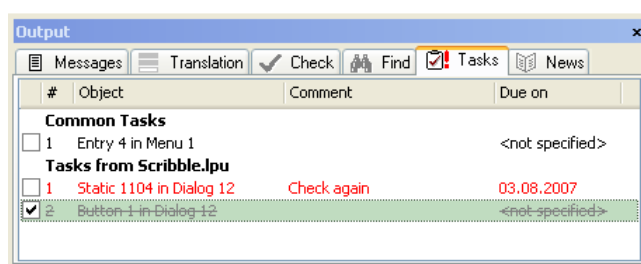 Output
Messages Translation Check Find Tasks News
# Object Comment Due on
Common Tasks
1 Entry 4 in Menu 1 <not specified>
Tasks from Scribble.lpu
1 Static 1104 in Dialog 12 Check again 03.08.2007
2 Button 1 in Dialog 12 <not specified>